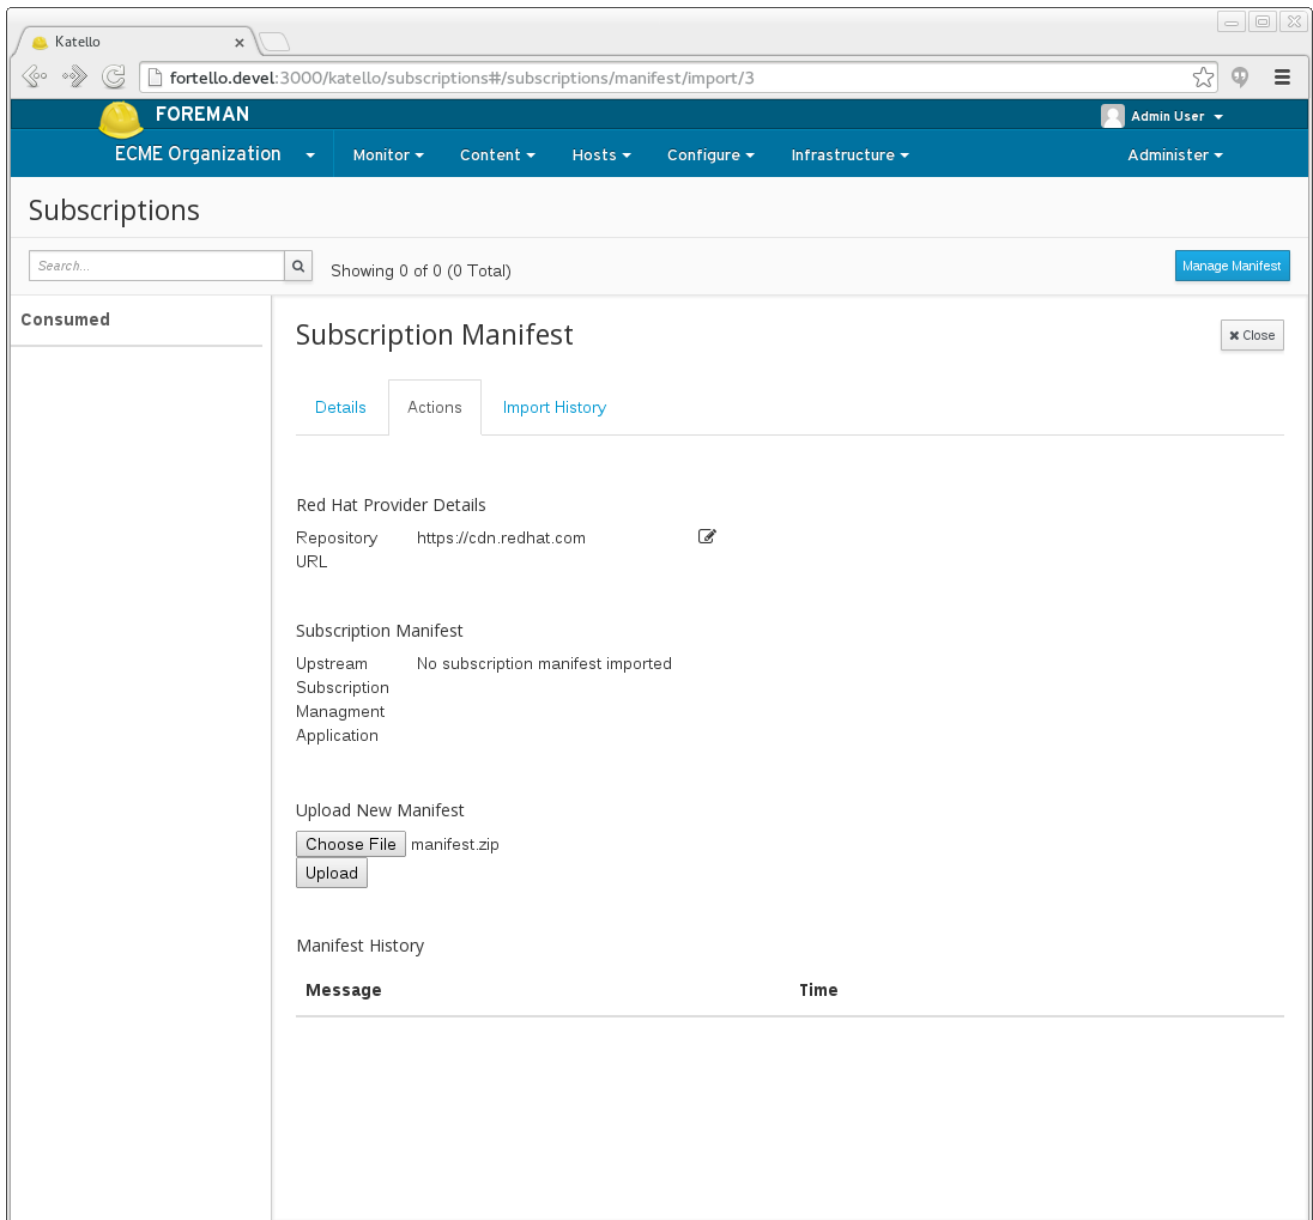 Katello
fortello.devel:3000/katello/subscriptions#/subscriptions/manifest/import/3
FOREMAN
Admin User
ECME Organization Monitor Content Hosts Configure Infrastructure Administer
Subscriptions
Search...
Showing 0 of 0 (0 Total)
Manage Manifest
Consumed
Subscription Manifest
Close
Details Actions Import History
Red Hat Provider Details
Repository https://cdn.redhat.com
URL
Subscription Manifest
Upstream No subscription manifest imported
Subscription
Managment
Application
Upload New Manifest
Choose File manifest.zip
Upload
Manifest History
Message Time